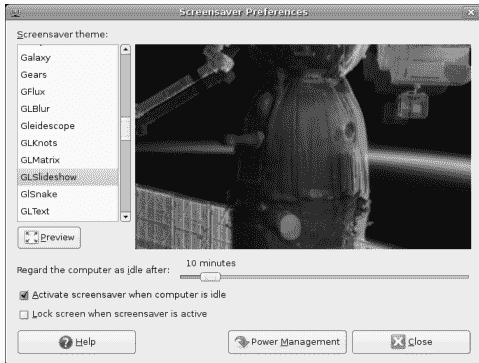 Screensaver Preferences
Screensaver theme:
Galaxy
Gears
GFlux
GLBlur
Gleidescope
GLKnots
GLMatrix
GLSlideshow
GlSnake
GLText
Preview
10 minutes
Regard the computer as idle after:
Activate screensaver when computer is idle
Lock screen when screensaver is active
Help
Power Management
Close